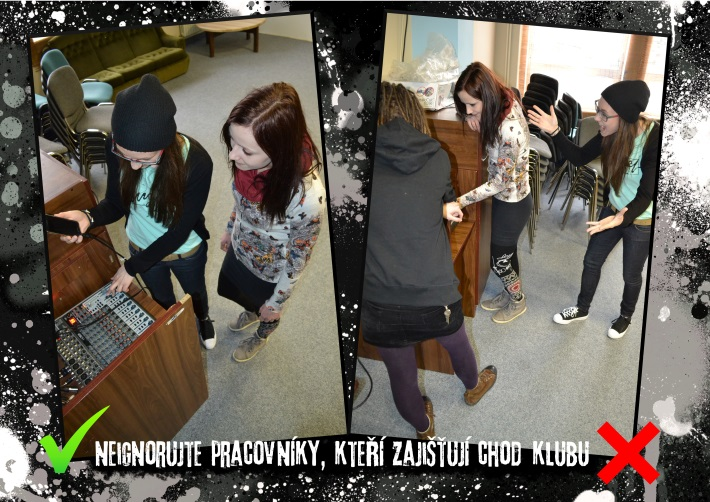 NEIGNORUJTE PRACOVNÍKY, KTEŘÍ ZAJIŠŤUJÍ CHOD KLUBU